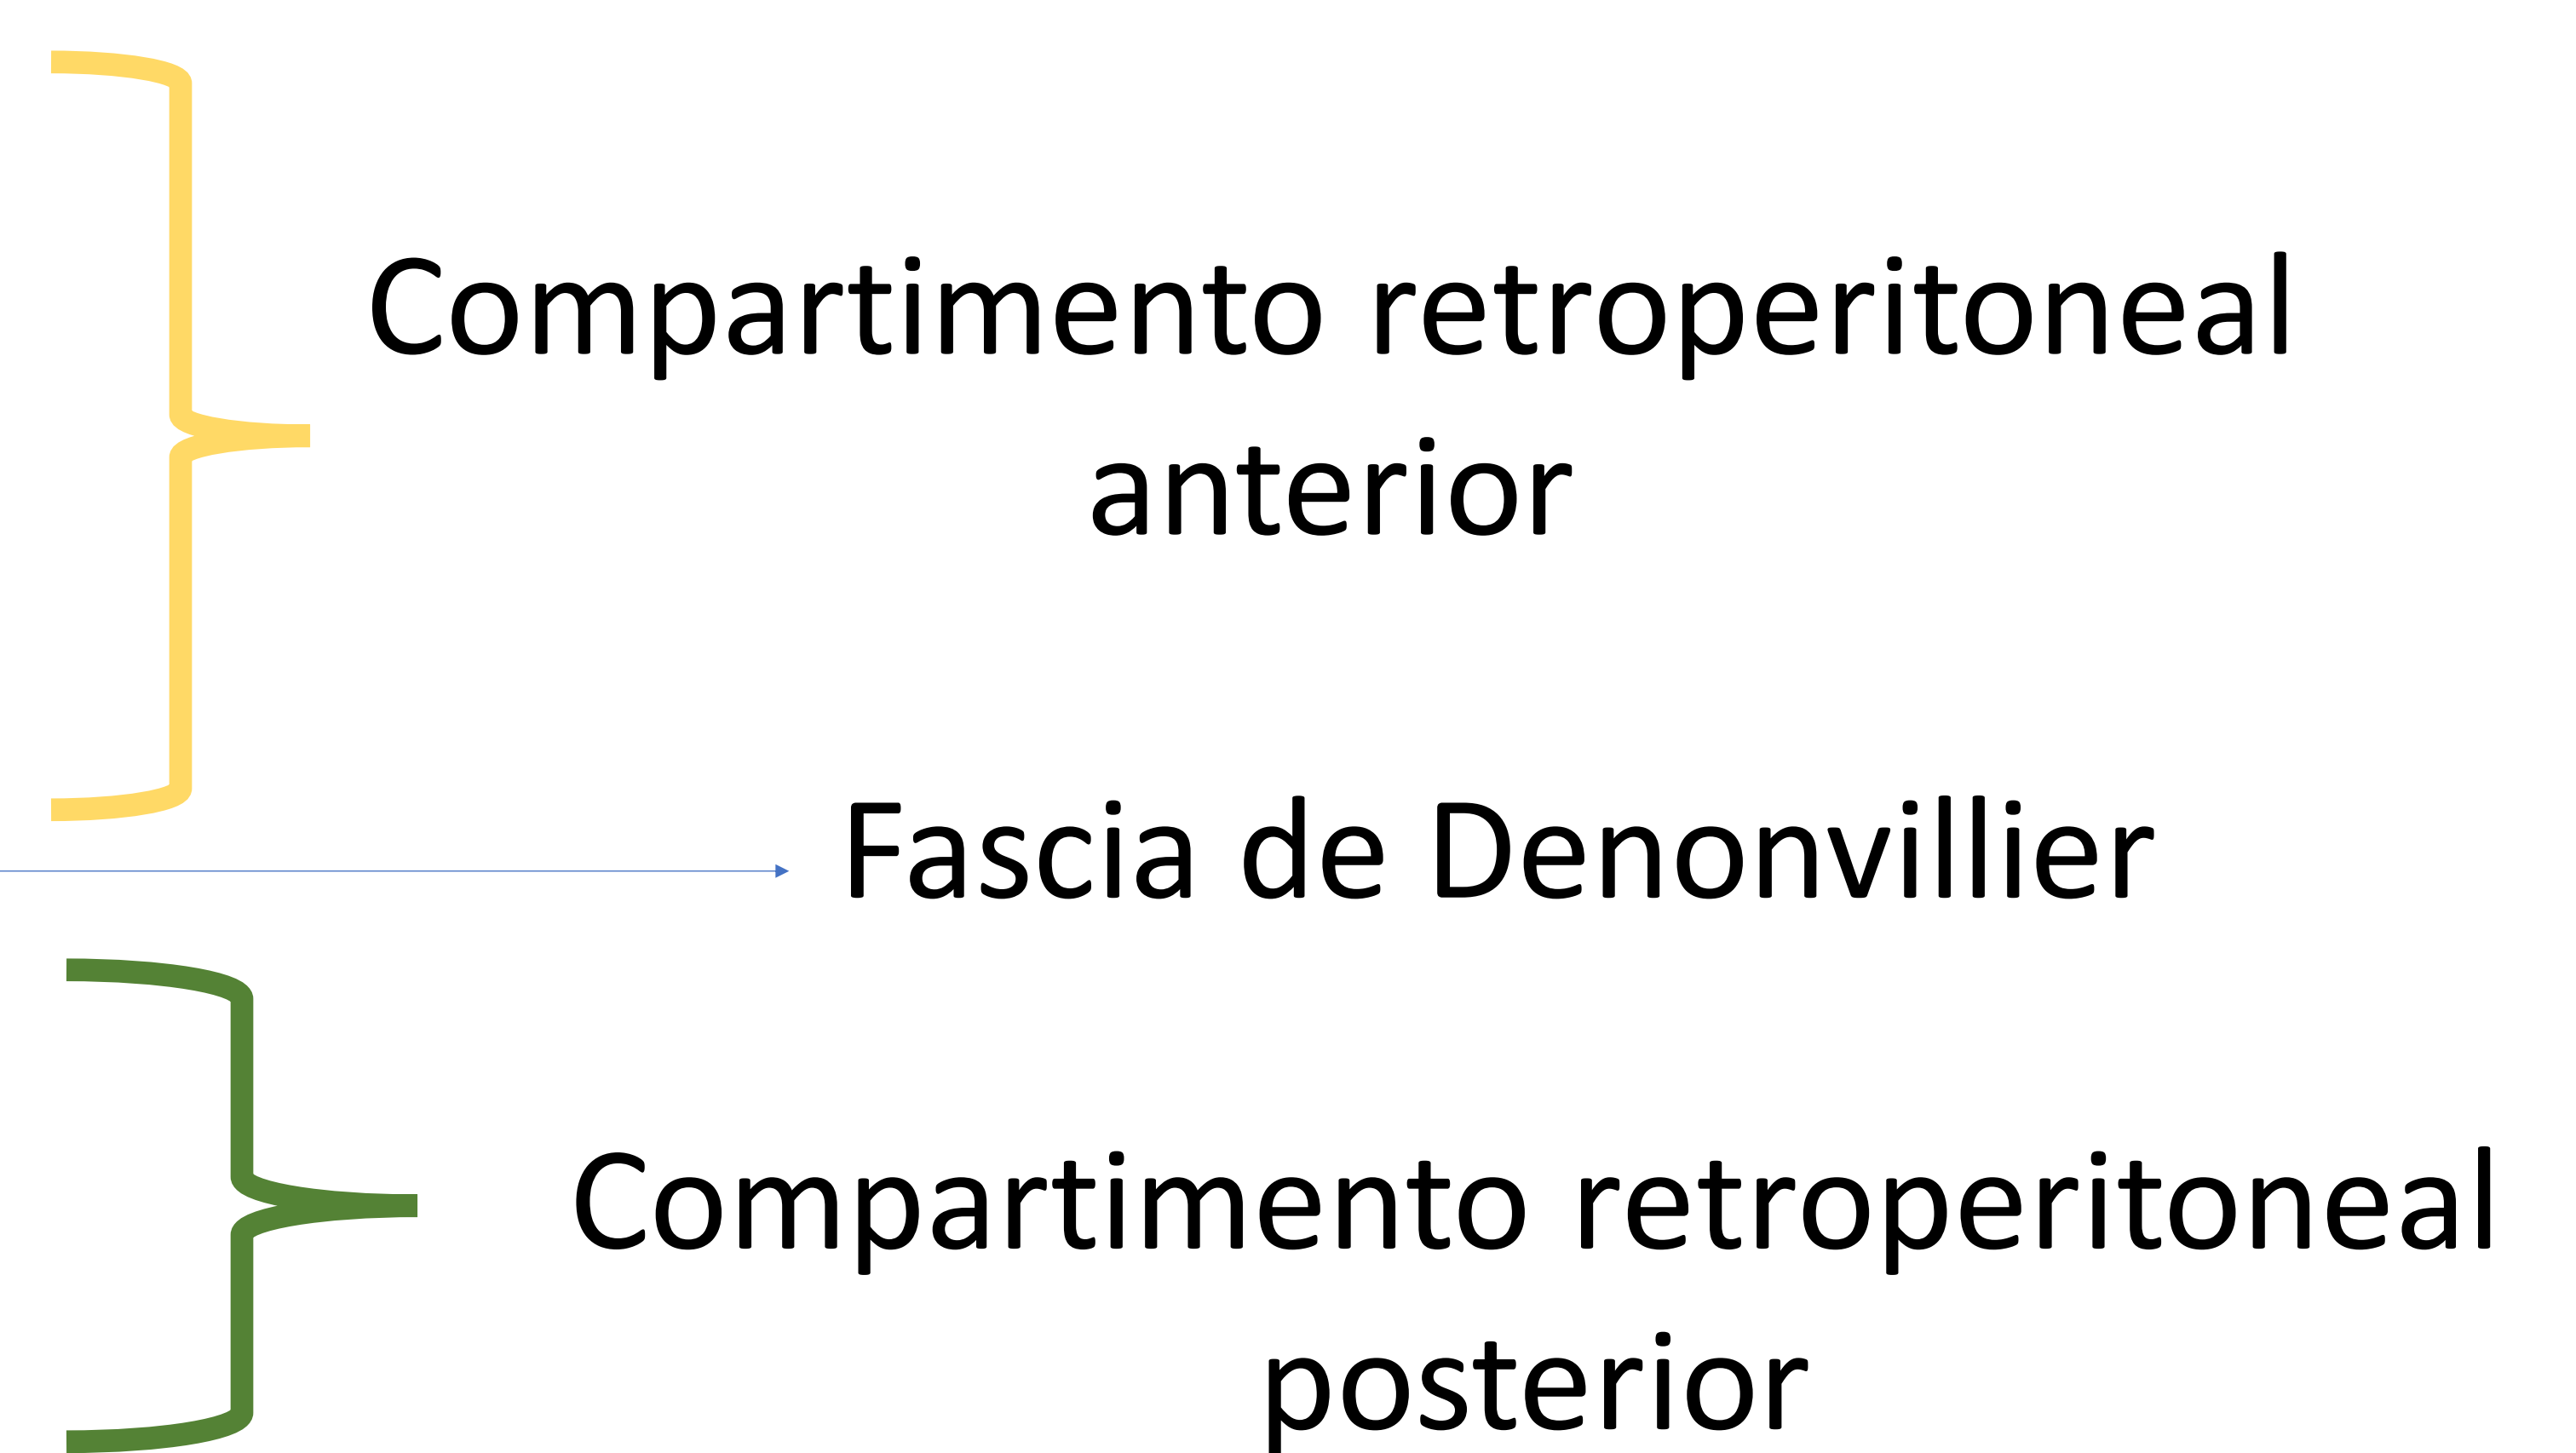 Compartimento retroperitoneal
anterior
Fascia de Denonvillier
Compartimento retroperitoneal
posterior